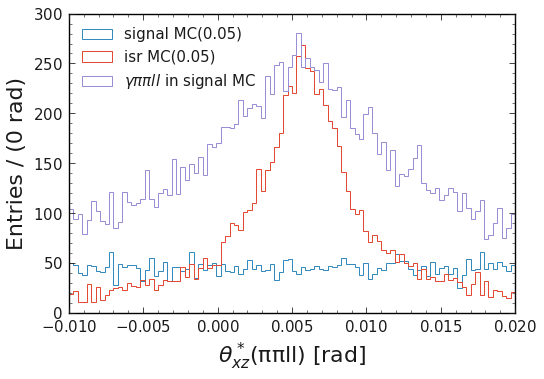 300
250
200
150
100
50
0
Entries / (0 rad)
signal MC(0.05)
isr MC(0.05)
γππll in signal MC
−0.010 −0.005 0.000 0.005 0.010 0.015 0.020
θ*xz(ππll) [rad]